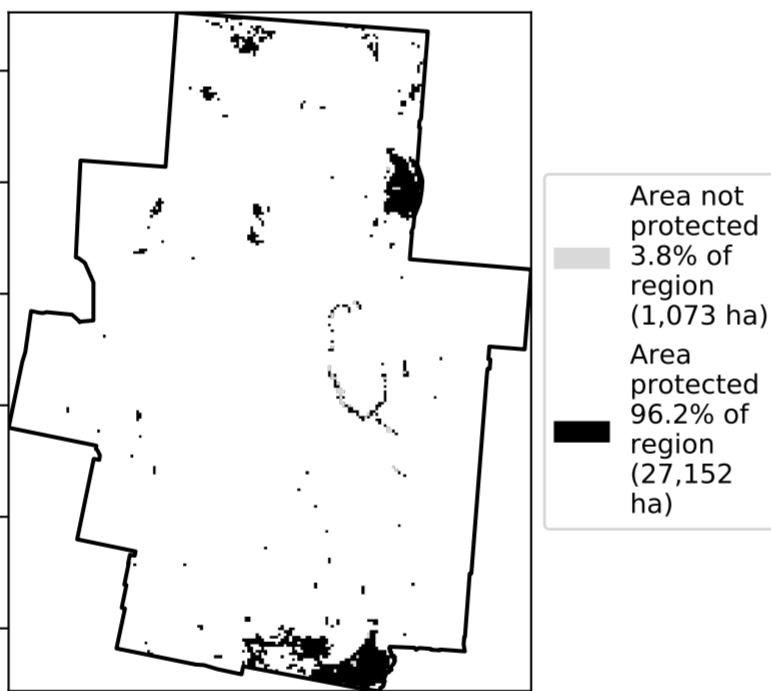 Area not
protected
3.8% of
region
(1,073 ha)
Area
protected
96.2% of
region
(27,152
ha)